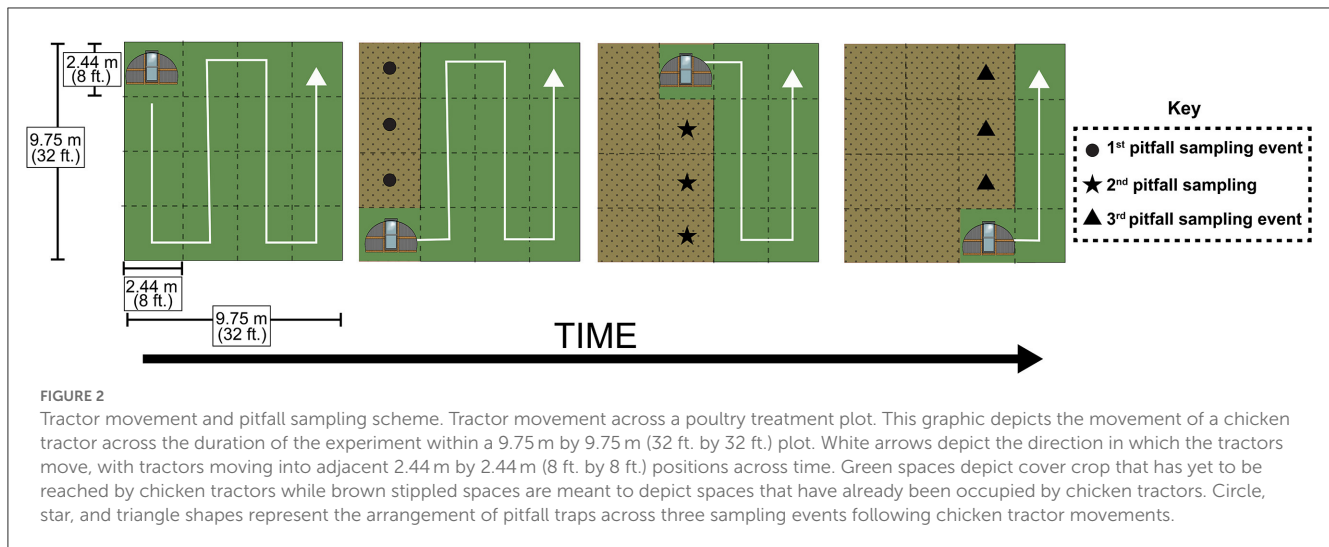 2.44 m
(8 ft.)
9.75 m
(32 ft.)
2.44 m
(8 ft.)
9.75 m
(32 ft.)
TIME
Key
1st pitfall sampling event
2nd pitfall sampling
3rd pitfall sampling event
FIGURE 2
Tractor movement and pitfall sampling scheme. Tractor movement across a poultry treatment plot. This graphic depicts the movement of a chicken
tractor across the duration of the experiment within a 9.75 m by 9.75 m (32 ft. by 32 ft.) plot. White arrows depict the direction in which the tractors
move, with tractors moving into adjacent 2.44 m by 2.44 m (8 ft. by 8 ft.) positions across time. Green spaces depict cover crop that has yet to be
reached by chicken tractors while brown stippled spaces are meant to depict spaces that have already been occupied by chicken tractors. Circle,
star, and triangle shapes represent the arrangement of pitfall traps across three sampling events following chicken tractor movements.